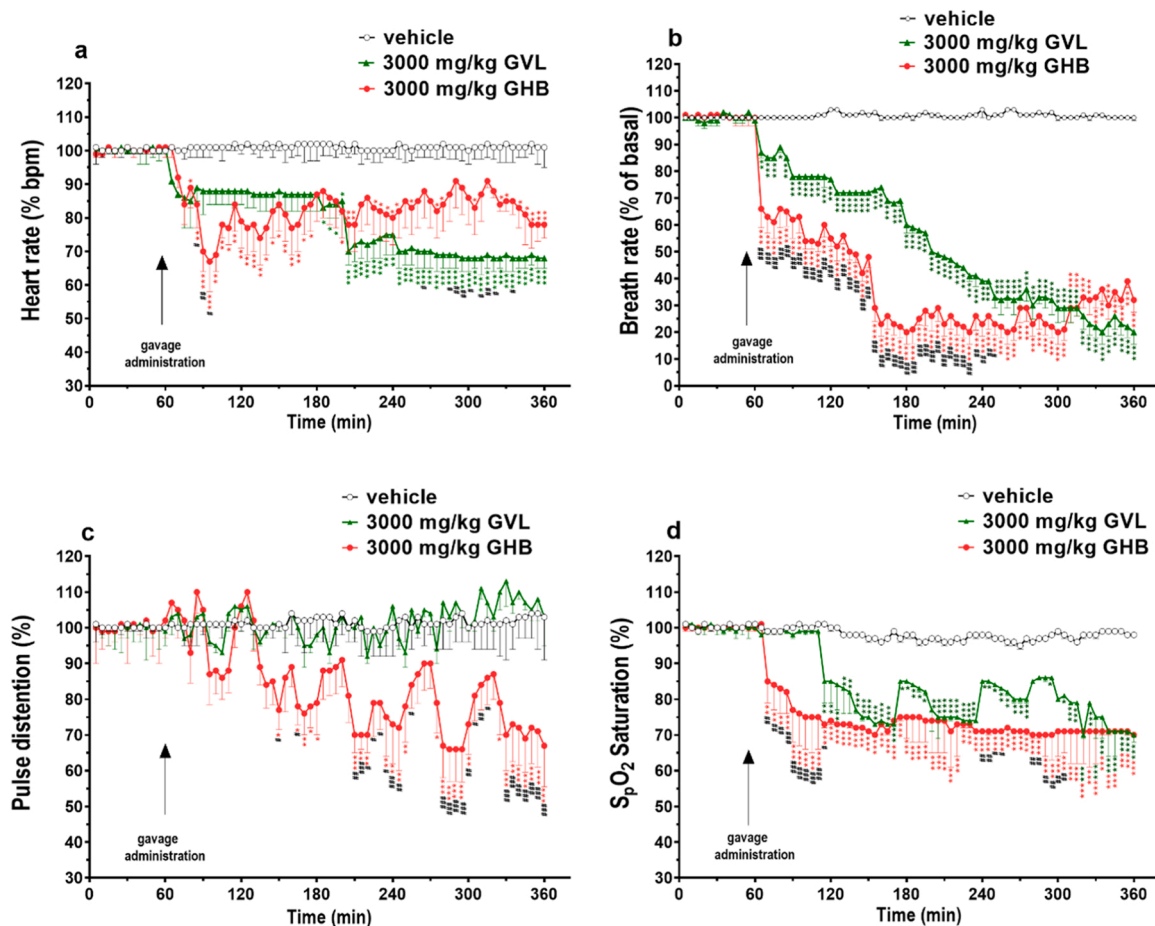 a
vehicle
3000 mg/kg GVL
3000 mg/kg GHB
Heart rate (% bpm)
120
110
100
90
80
70
60
50
40
30
gavage
administration
0 60 120 180 240 300 360
Time (min)
b
vehicle
3000 mg/kg GVL
3000 mg/kg GHB
Breath rate (% of basal)
120
110
100
90
80
70
60
50
40
30
20
10
0
gavage
administration
0 60 120 180 240 300 360
Time (min)
c
vehicle
3000 mg/kg GVL
3000 mg/kg GHB
Pulse distention (%)
120
110
100
90
80
70
60
50
40
30
gavage
administration
0 60 120 180 240 300 360
Time (min)
d
vehicle
3000 mg/kg GVL
3000 mg/kg GHB
SpO2 Saturation (%)
120
110
100
90
80
70
60
50
40
30
gavage
administration
0 60 120 180 240 300 360
Time (min)